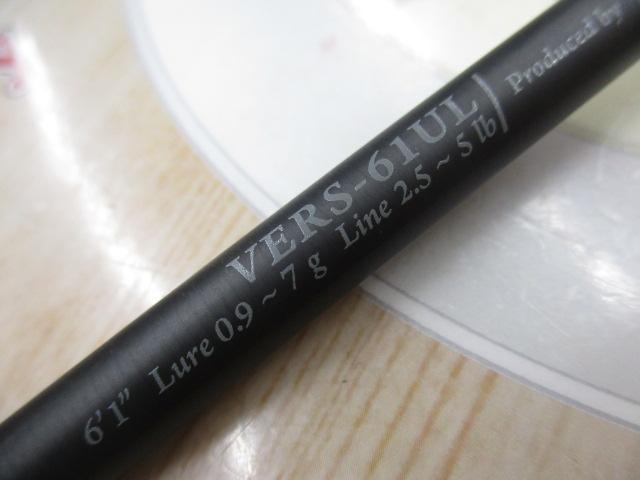 VERS-61UL
6'1" Lure 0.9 ~ 7 g Line 2.5 ~ 5 lb
Produced by